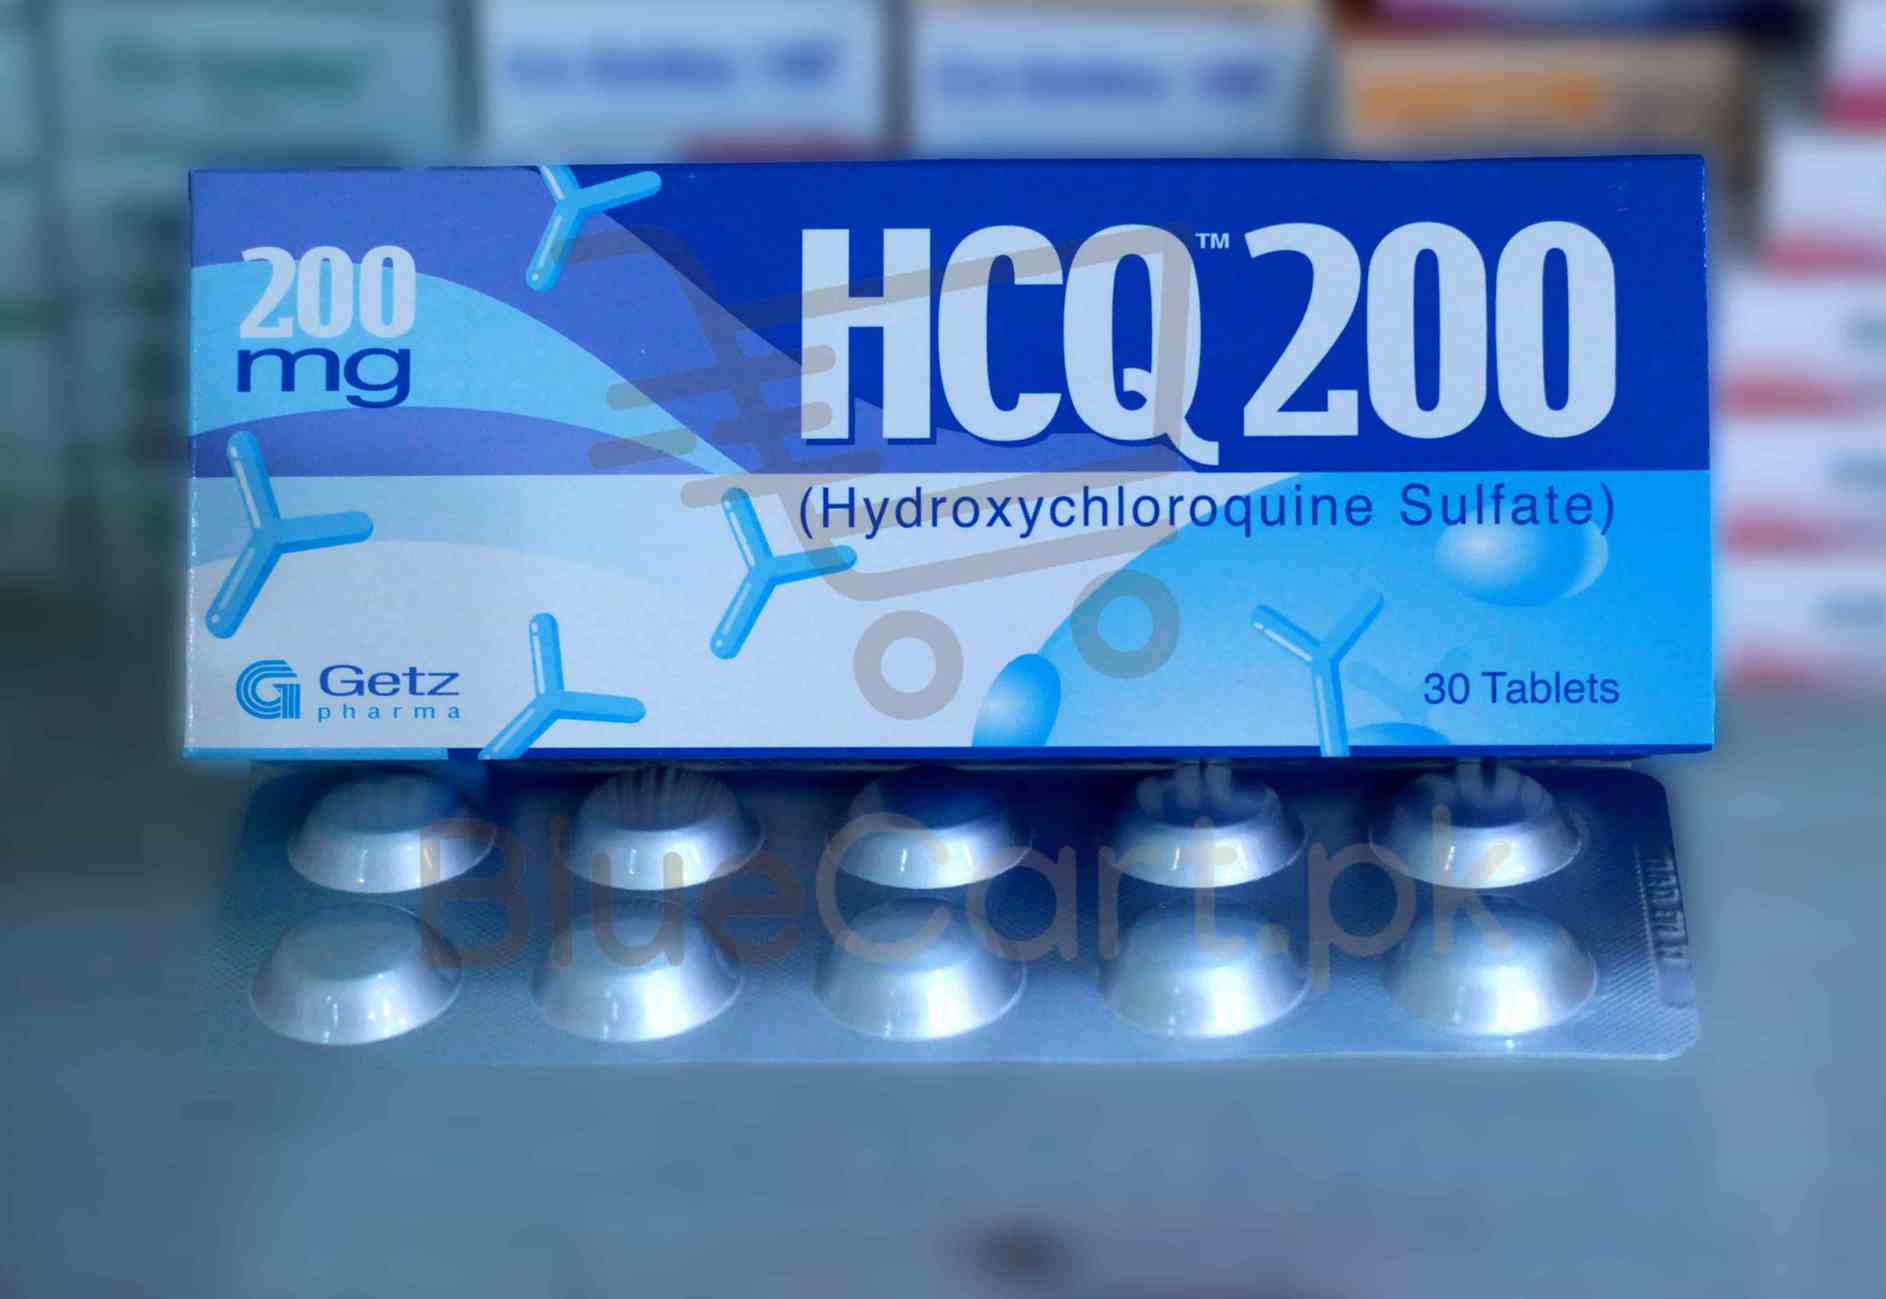 200
mg
HCQ™ 200
(Hydroxychloroquine Sulfate)
Getz
pharma
30 Tablets
BlueCart.pk